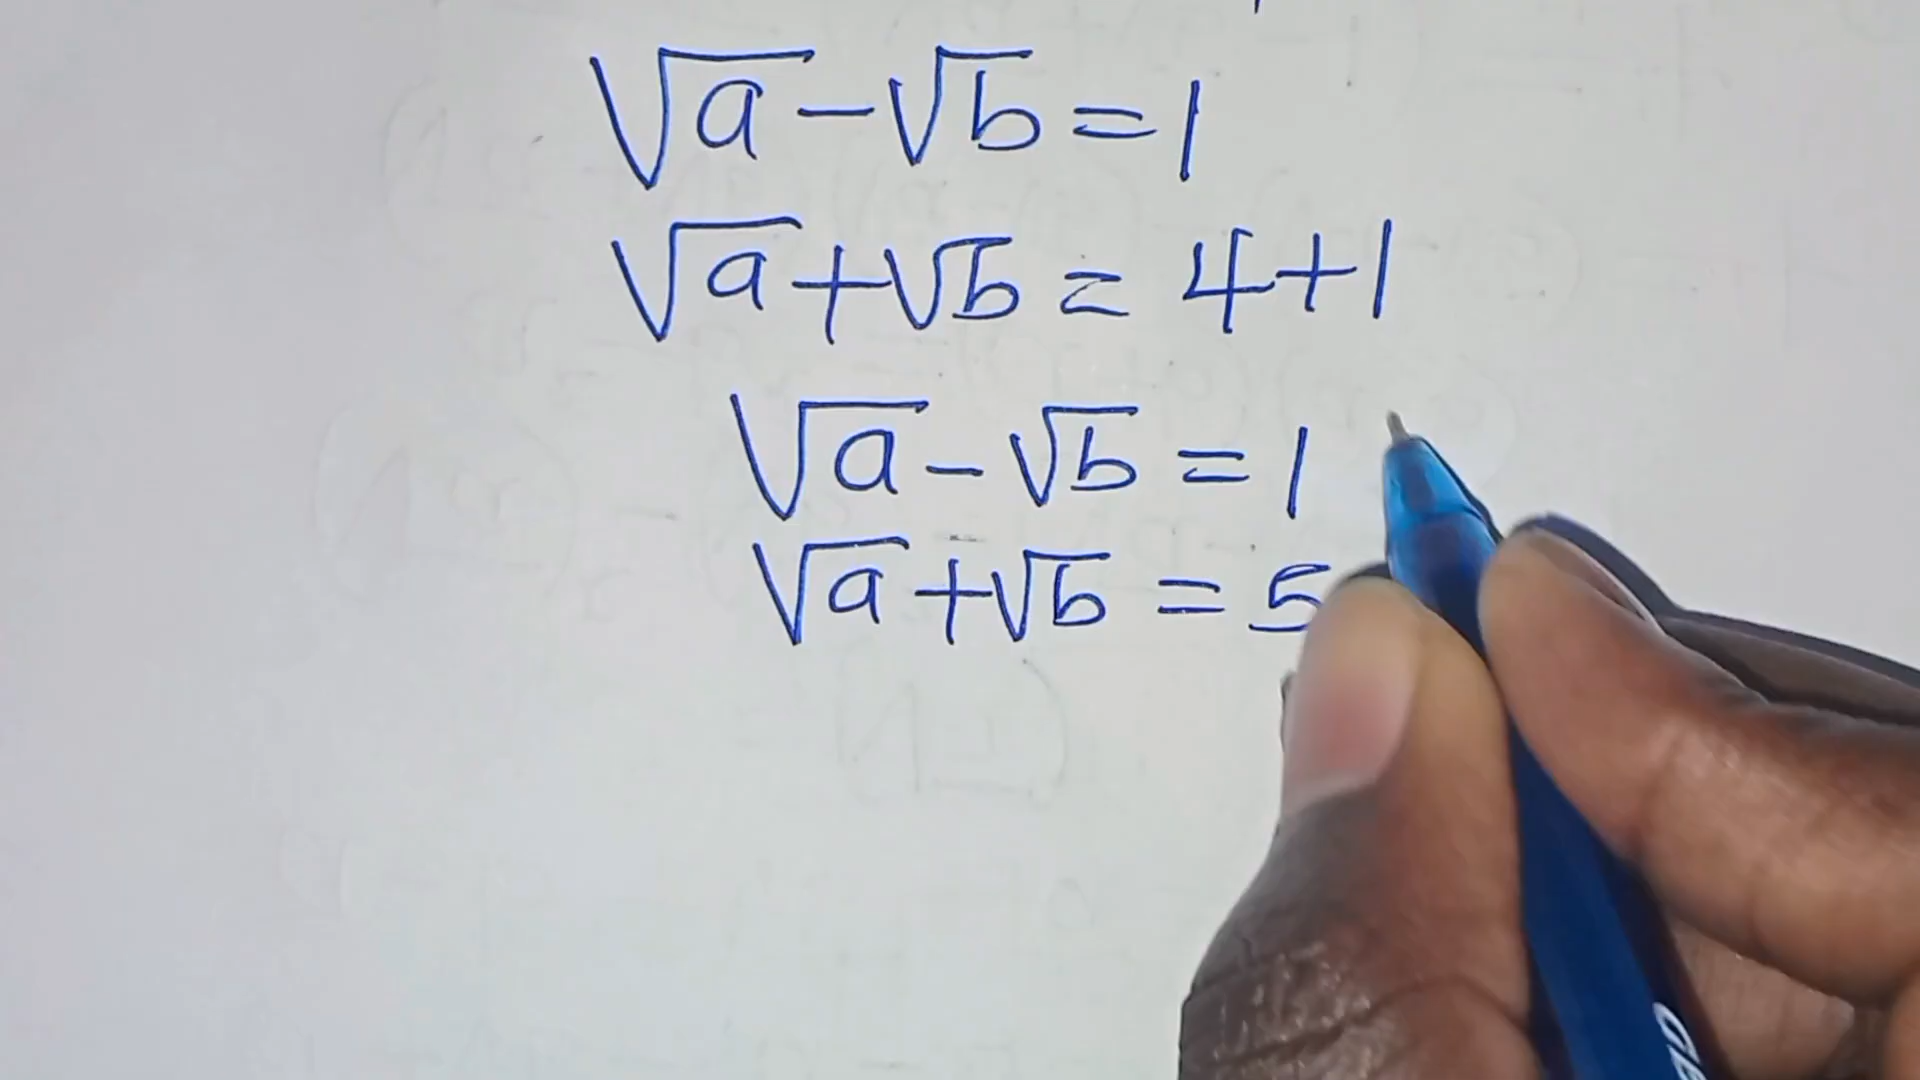 √a - √b = 1
√a + √b = 4 + 1
√a - √b = 1
√a + √b = 5